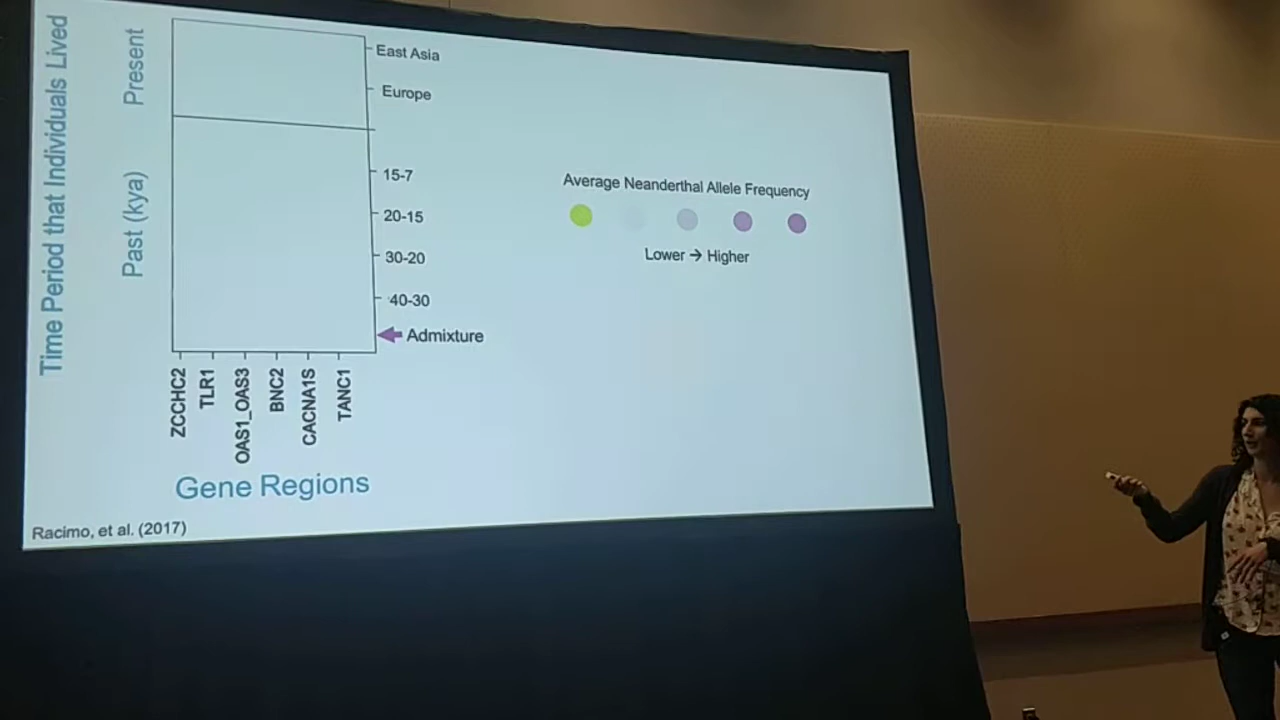 Time Period that Individuals Lived
Present
Past (kya)
East Asia
Europe
15-7
20-15
30-20
40-30
Admixture
ZCCHC2
TLR1
OAS1_OAS3
BNC2
CACNA1S
TANC1
Gene Regions
Average Neanderthal Allele Frequency
Lower → Higher
Racimo, et al. (2017)